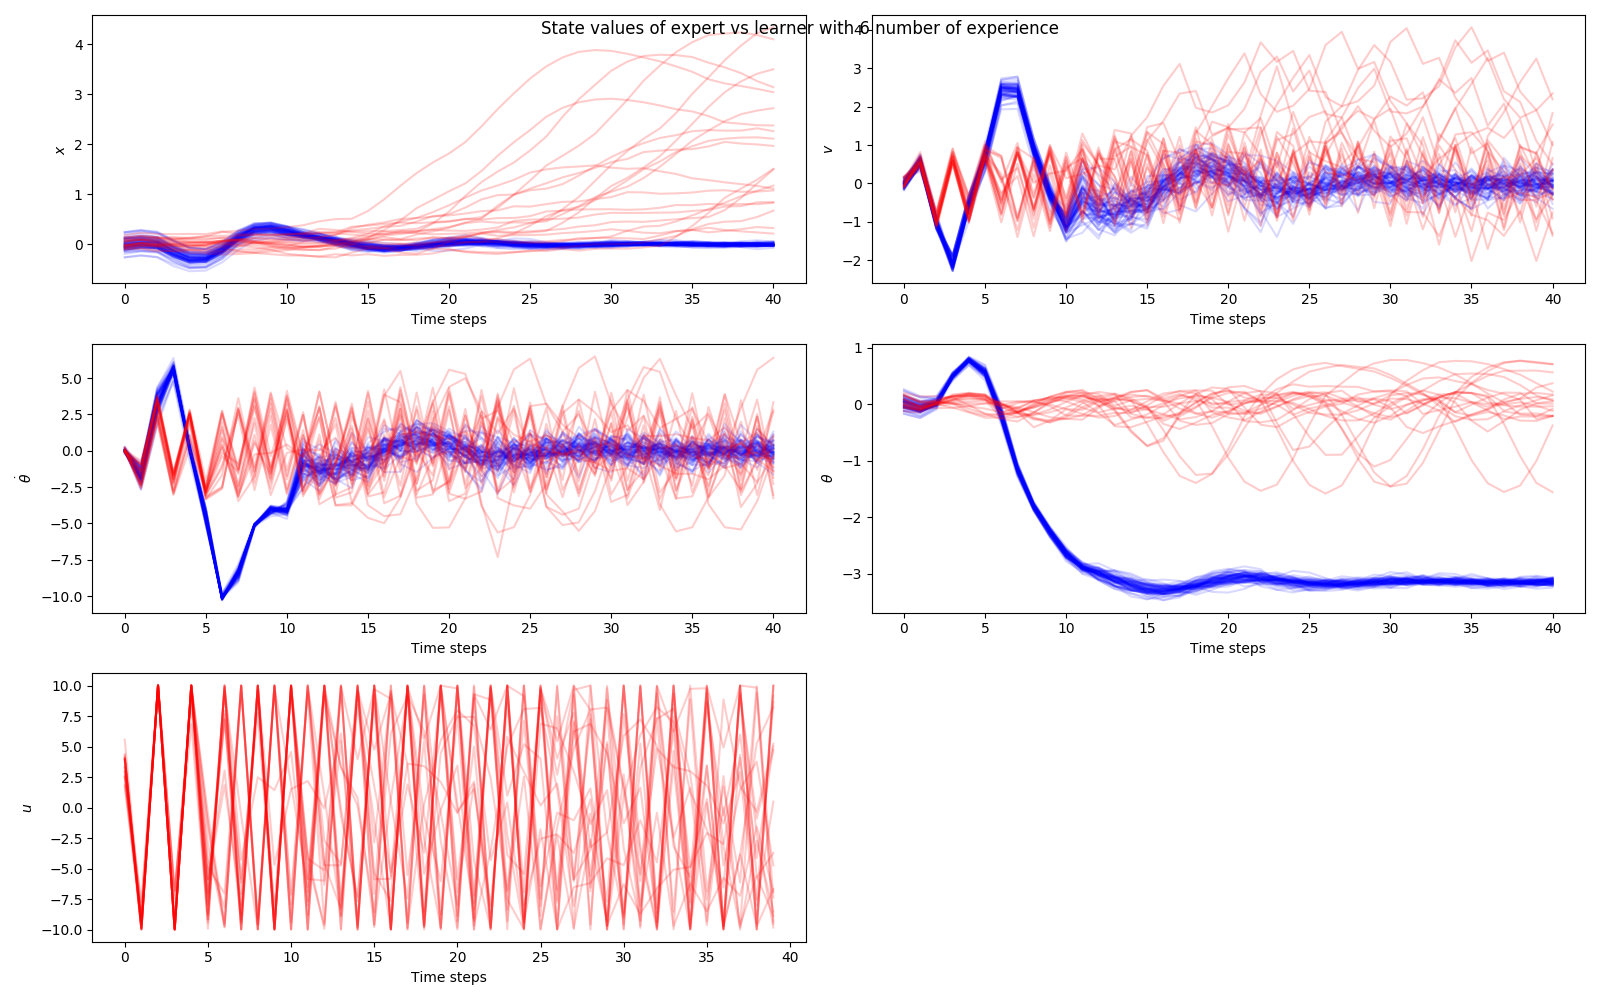 State values of expert vs learner with 6 number of experience
4
3
2
1
0
x
0 5 10 15 20 25 30 35 40
Time steps
4
3
2
1
0
−1
−2
v
0 5 10 15 20 25 30 35 40
Time steps
5.0
2.5
0.0
−2.5
−5.0
−7.5
−10.0
θ̇
0 5 10 15 20 25 30 35 40
Time steps
1
0
−1
−2
−3
θ
0 5 10 15 20 25 30 35 40
Time steps
10.0
7.5
5.0
2.5
0.0
−2.5
−5.0
−7.5
−10.0
u
0 5 10 15 20 25 30 35 40
Time steps